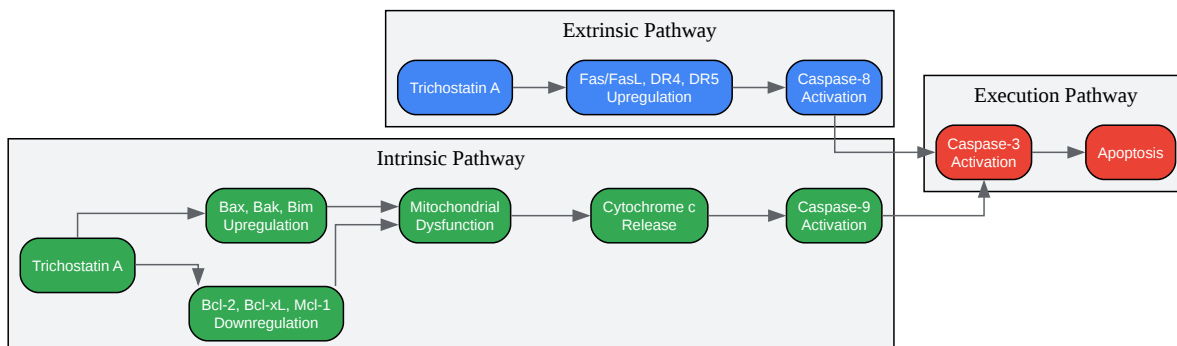 Extrinsic Pathway
Trichostatin A
Fas/FasL, DR4, DR5
Upregulation
Caspase-8
Activation
Execution Pathway
Caspase-3
Activation
Apoptosis
Intrinsic Pathway
Trichostatin A
Bax, Bak, Bim
Upregulation
Bcl-2, Bcl-xL, Mcl-1
Downregulation
Mitochondrial
Dysfunction
Cytochrome c
Release
Caspase-9
Activation